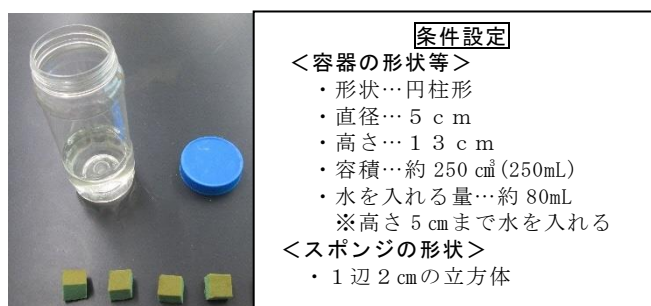 条件設定
＜容器の形状等＞
・形状…円柱形
・直径…５ｃｍ
・高さ…１３ｃｍ
・容積…約 250 ㎤(250mL)
・水を入れる量…約 80mL
※高さ 5 ㎝まで水を入れる
＜スポンジの形状＞
・１辺２㎝の立方体